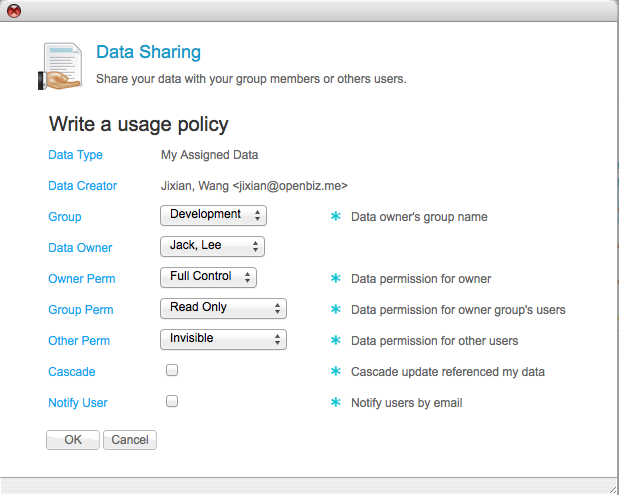 Data Sharing
Share your data with your group members or others users.
Write a usage policy
Data Type My Assigned Data
Data Creator Jixian, Wang <jixian@openbiz.me>
Group Development * Data owner's group name
Data Owner Jack, Lee
Owner Perm Full Control * Data permission for owner
Group Perm Read Only * Data permission for owner group's users
Other Perm Invisible * Data permission for other users
Cascade * Cascade update referenced my data
Notify User * Notify users by email
OK Cancel